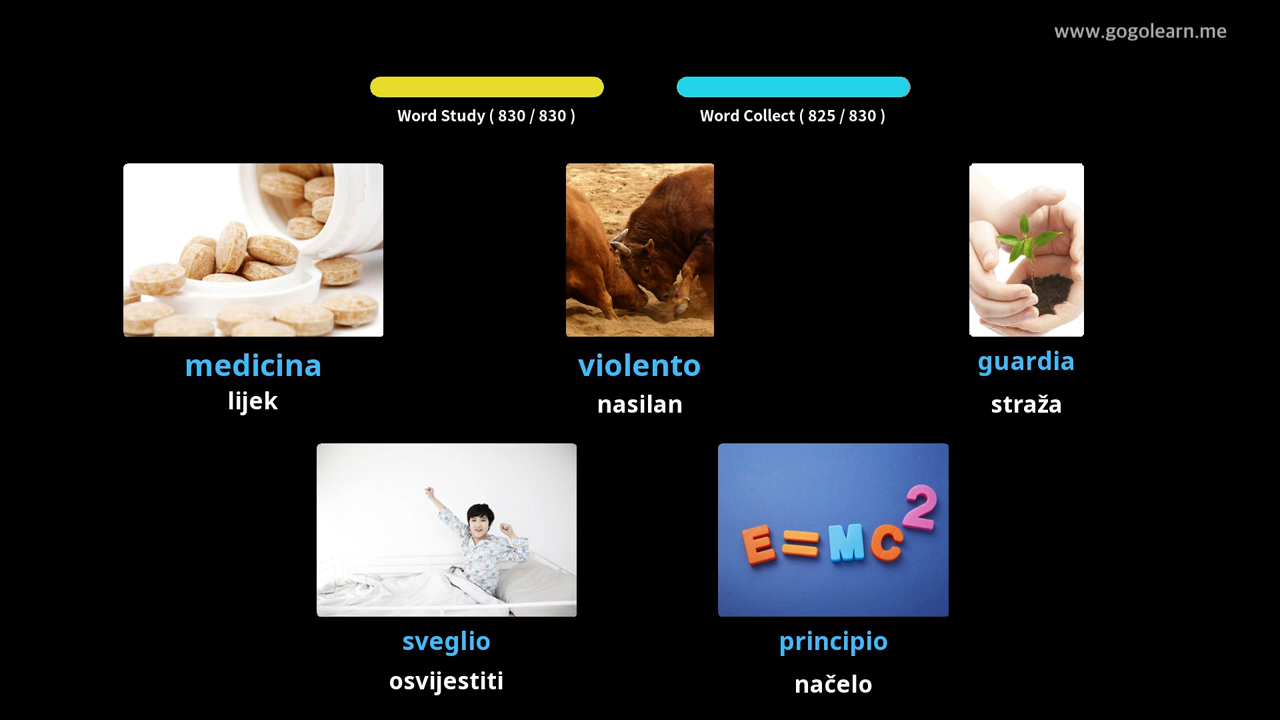 www.gogolearn.me
Word Study ( 830 / 830 )
Word Collect ( 825 / 830 )
medicina
lijek
violento
nasilan
guardia
straža
E=MC2
sveglio
osvijestiti
principio
načelo